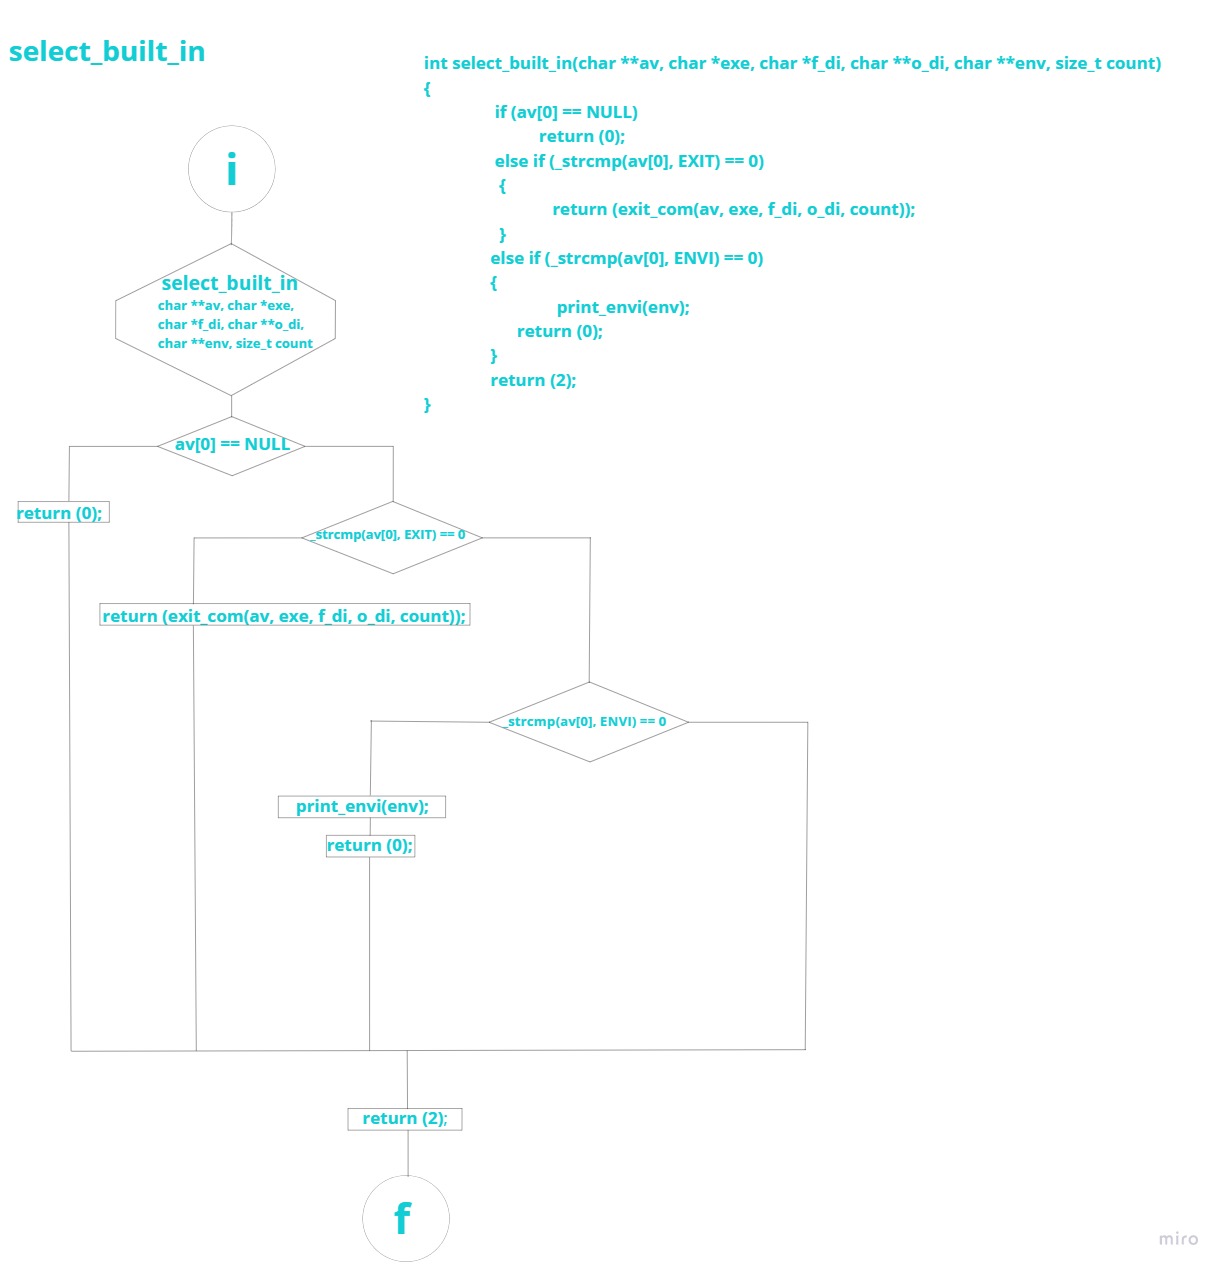 select_built_in
int select_built_in(char **av, char *exe, char *f_di, char **o_di, char **env, size_t count)
{
if (av[0] == NULL)
return (0);
else if (_strcmp(av[0], EXIT) == 0)
{
return (exit_com(av, exe, f_di, o_di, count));
}
else if (_strcmp(av[0], ENVI) == 0)
{
print_envi(env);
return (0);
}
return (2);
}
i
select_built_in
char **av, char *exe,
char *f_di, char **o_di,
char **env, size_t count
av[0] == NULL
return (0);
_strcmp(av[0], EXIT) == 0
return (exit_com(av, exe, f_di, o_di, count));
_strcmp(av[0], ENVI) == 0
print_envi(env);
return (0);
return (2);
f
miro